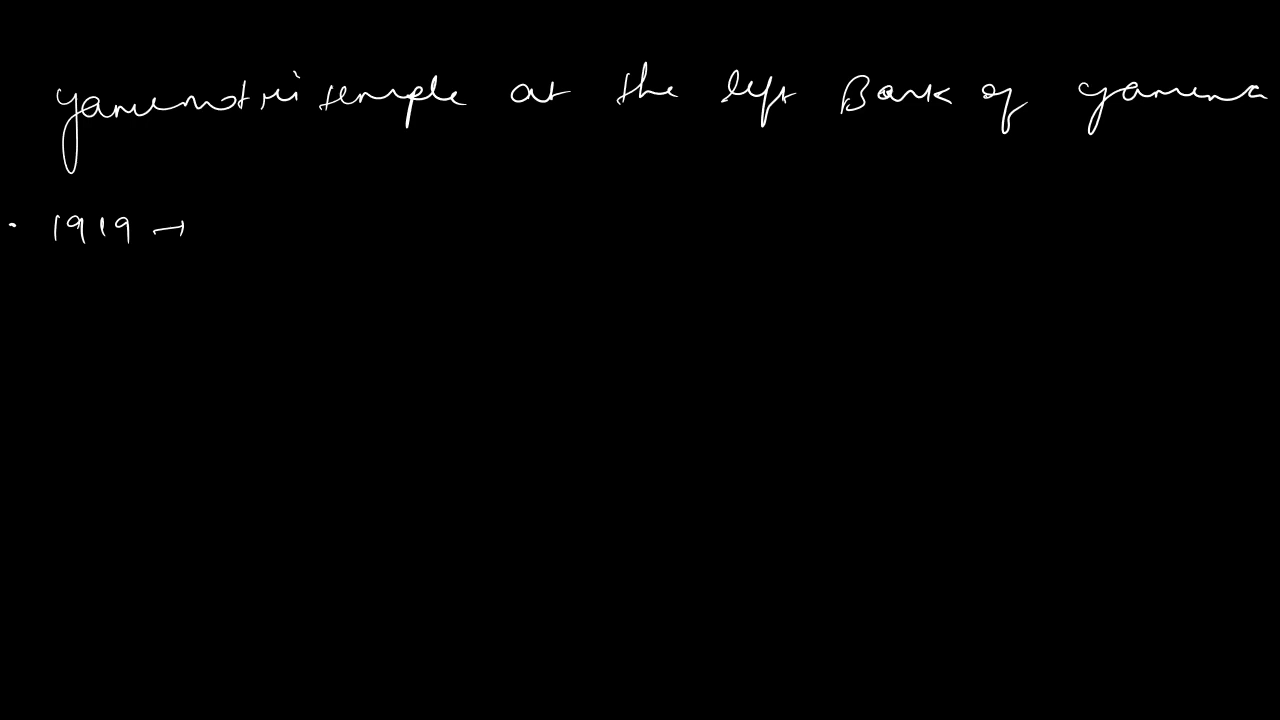 yamunotri temple at the left Bank of yamuna
· 1919 →